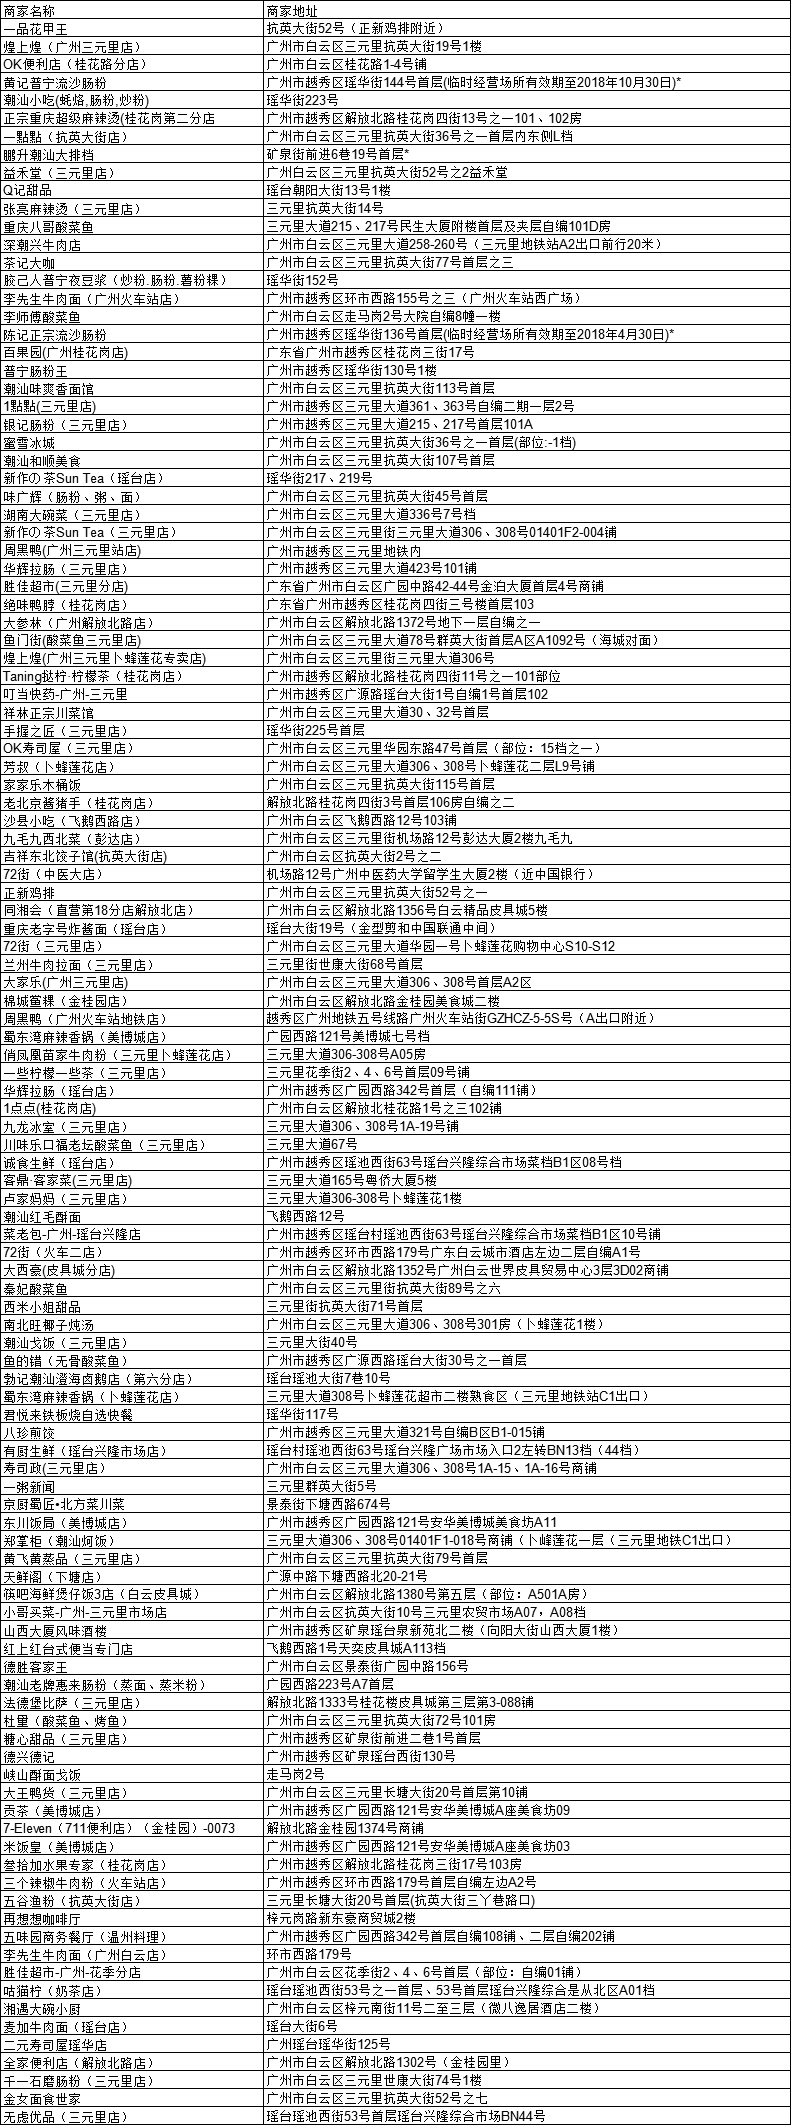 商家名称 商家地址
一品花甲王 抗英大街52号（正新鸡排附近）
煌上煌（广州三元里店） 广州市白云区三元里抗英大街19号1楼
OK便利店（桂花路分店） 广州市白云区桂花路1-4号铺
黄记普宁流沙肠粉 广州市越秀区瑶华街144号首层(临时经营场所有效期至2018年10月30日)*
潮汕小吃(蚝烙,肠粉,炒粉) 瑶华街223号
正宗重庆超级麻辣烫(桂花岗第二分店 广州市越秀区解放北路桂花岗四街13号之一101、102房
一點點（抗英大街店） 广州市白云区三元里抗英大街36号之一首层内东侧L档
鹏升潮汕大排档 矿泉街前进6巷19号首层*
益禾堂（三元里店） 广州白云区三元里抗英大街52号之2益禾堂
Q记甜品 瑶台朝阳大街13号1楼
张亮麻辣烫（三元里店） 三元里抗英大街14号
重庆八哥酸菜鱼 三元里大道215、217号民生大厦附楼首层及夹层自编101D房
深潮兴牛肉店 广州市白云区三元里大道258-260号（三元里地铁站A2出口前行20米）
茶记大咖 广州市白云区三元里抗英大街77号首层之三
胶己人普宁夜豆浆（炒粉.肠粉.薯粉粿） 瑶华街152号
李先生牛肉面（广州火车站店） 广州市越秀区环市西路155号之三（广州火车站西广场）
李师傅酸菜鱼 广州市白云区走马岗2号大院自编8幢一楼
陈记正宗流沙肠粉 广州市越秀区瑶华街136号首层(临时经营场所有效期至2018年4月30日)*
百果园(广州桂花岗店) 广东省广州市越秀区桂花岗三街17号
普宁肠粉王 广州市越秀区瑶华街130号1楼
潮汕味爽香面馆 广州市白云区三元里抗英大街113号首层
1點點(三元里店) 广州市越秀区三元里大道361、363号自编二期一层2号
银记肠粉（三元里店） 广州市越秀区三元里大道215、217号首层101A
蜜雪冰城 广州市白云区三元里抗英大街36号之一首层(部位:-1档)
潮汕和顺美食 广州市白云区三元里抗英大街107号首层
新作の茶Sun Tea（瑶台店） 瑶华街217、219号
味广辉（肠粉、粥、面） 广州市白云区三元里抗英大街45号首层
湖南大碗菜（三元里店） 广州市白云区三元里大道336号7号档
新作の茶Sun Tea（三元里店） 广州市白云区三元里街三元里大道306、308号01401F2-004铺
周黑鸭(广州三元里站店) 广州市越秀区三元里地铁内
华辉拉肠（三元里店） 广州市越秀区三元里大道423号101铺
胜佳超市(三元里分店) 广东省广州市白云区广园中路42-44号金泊大厦首层4号商铺
绝味鸭脖（桂花岗店） 广东省广州市越秀区桂花岗四街三号楼首层103
大参林（广州解放北路店） 广州市白云区解放北路1372号地下一层自编之一
鱼门街(酸菜鱼三元里店) 广州市白云区三元里大道78号群英大街首层A区A1092号（海城对面）
煌上煌(广州三元里卜蜂莲花专卖店) 广州市白云区三元里街三元里大道306号
Taning挞柠·柠檬茶（桂花岗店） 广州市越秀区解放北路桂花岗四街11号之一101部位
叮当快药-广州-三元里 广州市越秀区广源路瑶台大街1号自编1号首层102
祥林正宗川菜馆 广州市白云区三元里大道30、32号首层
手握之匠（三元里店） 瑶华街225号首层
OK寿司屋（三元里店） 广州市白云区三元里华园东路47号首层（部位：15档之一）
芳叔（卜蜂莲花店） 广州市白云区三元里大道306、308号卜蜂莲花二层L9号铺
家家乐木桶饭 广州市白云区三元里抗英大街115号首层
老北京酱猪手（桂花岗店） 解放北路桂花岗四街3号首层106房自编之二
沙县小吃（飞鹅西路店） 广州市白云区飞鹅西路12号103铺
九毛九西北菜（彭达店） 广州市白云区三元里街机场路12号彭达大厦2楼九毛九
吉祥东北饺子馆(抗英大街店) 广州市白云区抗英大街2号之二
72街（中医大店） 机场路12号广州中医药大学留学生大厦2楼（近中国银行）
正新鸡排 广州市白云区三元里抗英大街52号之一
同湘会（直营第18分店解放北店） 广州市白云区解放北路1356号白云精品皮具城5楼
重庆老字号炸酱面（瑶台店） 瑶台大街19号（金型剪和中国联通中间）
72街（三元里店） 广州市白云区三元里大道华园一号卜蜂莲花购物中心S10-S12
兰州牛肉拉面（三元里店） 三元里街世康大街68号首层
大家乐(广州三元里店) 广州市白云区三元里大道306、308号首层A2区
棉城鲎粿（金桂园店） 广州市白云区解放北路金桂园美食城二楼
周黑鸭（广州火车站地铁店） 越秀区广州地铁五号线路广州火车站街GZHCZ-5-5S号（A出口附近）
蜀东湾麻辣香锅（美博城店） 广园西路121号美博城七号档
俏凤凰苗家牛肉粉（三元里卜蜂莲花店） 三元里大道306-308号A05房
一些柠檬一些茶（三元里店） 三元里花季街2、4、6号首层09号铺
华辉拉肠（瑶台店） 广州市越秀区广园西路342号首层（自编111铺）
1点点(桂花岗店) 广州市白云区解放北桂花路1号之三102铺
九龙冰室（三元里店） 三元里大道306、308号1A-19号铺
川味乐口福老坛酸菜鱼（三元里店） 三元里大道67号
诚食生鲜（瑶台店） 广州市越秀区瑶池西街63号瑶台兴隆综合市场菜档B1区08号档
客鼎·客家菜(三元里店) 三元里大道165号粤侨大厦5楼
卢家妈妈（三元里店） 三元里大道306-308号卜蜂莲花1楼
潮汕红毛酥面 飞鹅西路12号
菜老包-广州-瑶台兴隆店 广州市越秀区瑶台村瑶池西街63号瑶台兴隆综合市场菜档B1区10号铺
72街（火车二店） 广州市越秀区环市西路179号广东白云城市酒店左边二层自编A1号
大西豪(皮具城分店) 广州市白云区解放北路1352号广州白云世界皮具贸易中心3层3D02商铺
秦妃酸菜鱼 广州市白云区三元里街抗英大街89号之六
西米小姐甜品 三元里街抗英大街71号首层
南北旺椰子炖汤 广州市白云区三元里大道306、308号301房（卜蜂莲花1楼）
潮汕戈饭（三元里店） 三元里大街40号
鱼的错（无骨酸菜鱼） 广州市越秀区广源西路瑶台大街30号之一首层
勃记潮汕澄海卤鹅店（第六分店） 瑶台瑶池大街7巷10号
蜀东湾麻辣香锅（卜蜂莲花店） 三元里大道308号卜蜂莲花超市二楼熟食区（三元里地铁站C1出口）
君悦来铁板烧自选快餐 瑶华街117号
八珍煎饺 广州市越秀区三元里大道321号自编B区B1-015铺
有厨生鲜（瑶台兴隆市场店） 瑶台村瑶池西街63号瑶台兴隆广场市场入口2左转BN13档（44档）
寿司政(三元里店) 广州市白云区三元里大道306、308号1A-15、1A-16号商铺
一粥新闻 三元里群英大街5号
京厨蜀匠•北方菜川菜 景泰街下塘西路674号
东川饭局（美博城店） 广州市越秀区广园西路121号安华美博城美食坊A11
郑掌柜（潮汕炣饭） 三元里大道306、308号01401F1-018号商铺（卜峰莲花一层（三元里地铁C1出口）
黄飞黄蒸品（三元里店） 广州市白云区三元里抗英大街79号首层
天鲜阁（下塘店） 广源中路下塘西路北20-21号
筷吧海鲜煲仔饭3店（白云皮具城） 广州市白云区解放北路1380号第五层（部位：A501A房）
小哥买菜-广州-三元里市场店 广州市白云区抗英大街10号三元里农贸市场A07，A08档
山西大厦风味酒楼 广州市越秀区矿泉瑶台泉新苑北二楼（向阳大街山西大厦1楼）
红上红台式便当专门店 飞鹅西路1号天奕皮具城A113档
德胜客家王 广州市白云区景泰街广园中路156号
潮汕老牌惠来肠粉（蒸面、蒸米粉） 广园西路223号A7首层
法德堡比萨（三元里店） 解放北路1333号桂花楼皮具城第三层第3-088铺
杜里（酸菜鱼、烤鱼） 广州市白云区三元里抗英大街72号101房
糖心甜品（三元里店） 广州市越秀区矿泉街前进二巷1号首层
德兴德记 广州市越秀区矿泉瑶台西街130号
峡山酥面戈饭 走马岗2号
大王鸭货（三元里店） 广州市白云区三元里长塘大街20号首层第10铺
贡茶（美博城店） 广州市越秀区广园西路121号安华美博城A座美食坊09
7-Eleven（711便利店）（金桂园）-0073 解放北路金桂园1374号商铺
米饭皇（美博城店） 广州市越秀区广园西路121号安华美博城A座美食坊03
叁拾加水果专家（桂花岗店） 广州市越秀区解放北路桂花岗三街17号103房
三个辣椒牛肉粉（火车站店） 广州市越秀区环市西路179号首层自编左边A2号
五谷渔粉（抗英大街店） 三元里长塘大街20号首层(抗英大街三丫巷路口)
再想想咖啡厅 梓元岗路新东豪商贸城2楼
五味园商务餐厅（温州料理） 广州市越秀区广园西路342号首层自编108铺、二层自编202铺
李先生牛肉面（广州白云店） 环市西路179号
胜佳超市-广州-花季分店 广州市白云区花季街2、4、6号首层（部位：自编01铺）
咕猫柠（奶茶店） 瑶台瑶池西街53号之一首层、53号首层瑶台兴隆综合是从北区A01档
湘遇大碗小厨 广州市白云区梓元南街11号二至三层（微八逸居酒店二楼）
麦加牛肉面（瑶台店） 瑶台大街6号
二元寿司屋瑶华店 广州瑶台瑶华街125号
全家便利店（解放北路店） 广州市白云区解放北路1302号（金桂园里）
千一石磨肠粉（三元里店） 广州市白云区三元里世康大街74号1楼
金女面食世家 广州市白云区三元里抗英大街52号之七
无虑优品（三元里店） 瑶台瑶池西街53号首层瑶台兴隆综合市场BN44号